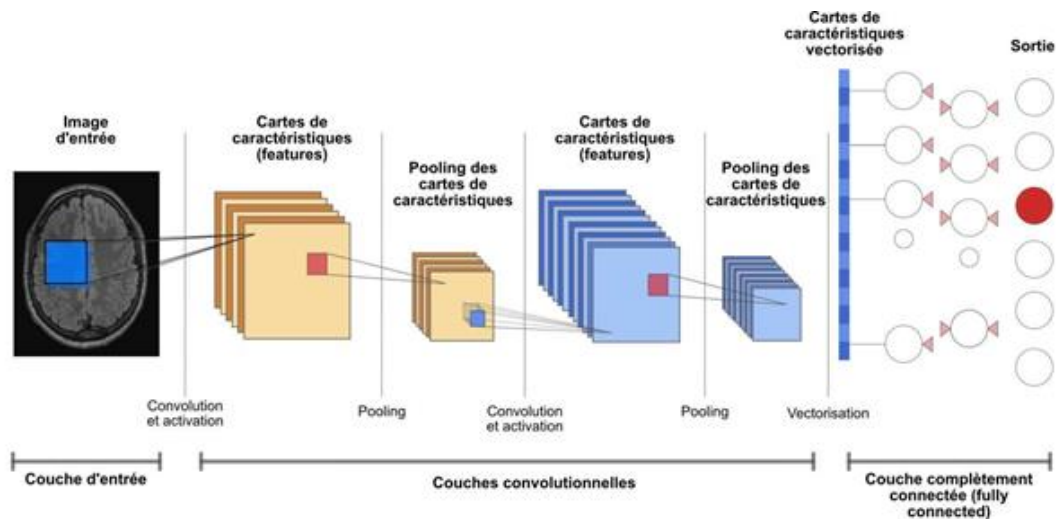 Image
d'entrée
Cartes de
caractéristiques
(features)
Pooling des
cartes de
caractéristiques
Cartes de
caractéristiques
(features)
Pooling des
cartes de
caractéristiques
Cartes de
caractéristiques
vectorisée
Sortie
Convolution
et activation
Pooling
Convolution
et activation
Pooling
Vectorisation
Couche d'entrée
Couches convolutionnelles
Couche complètement
connectée (fully
connected)